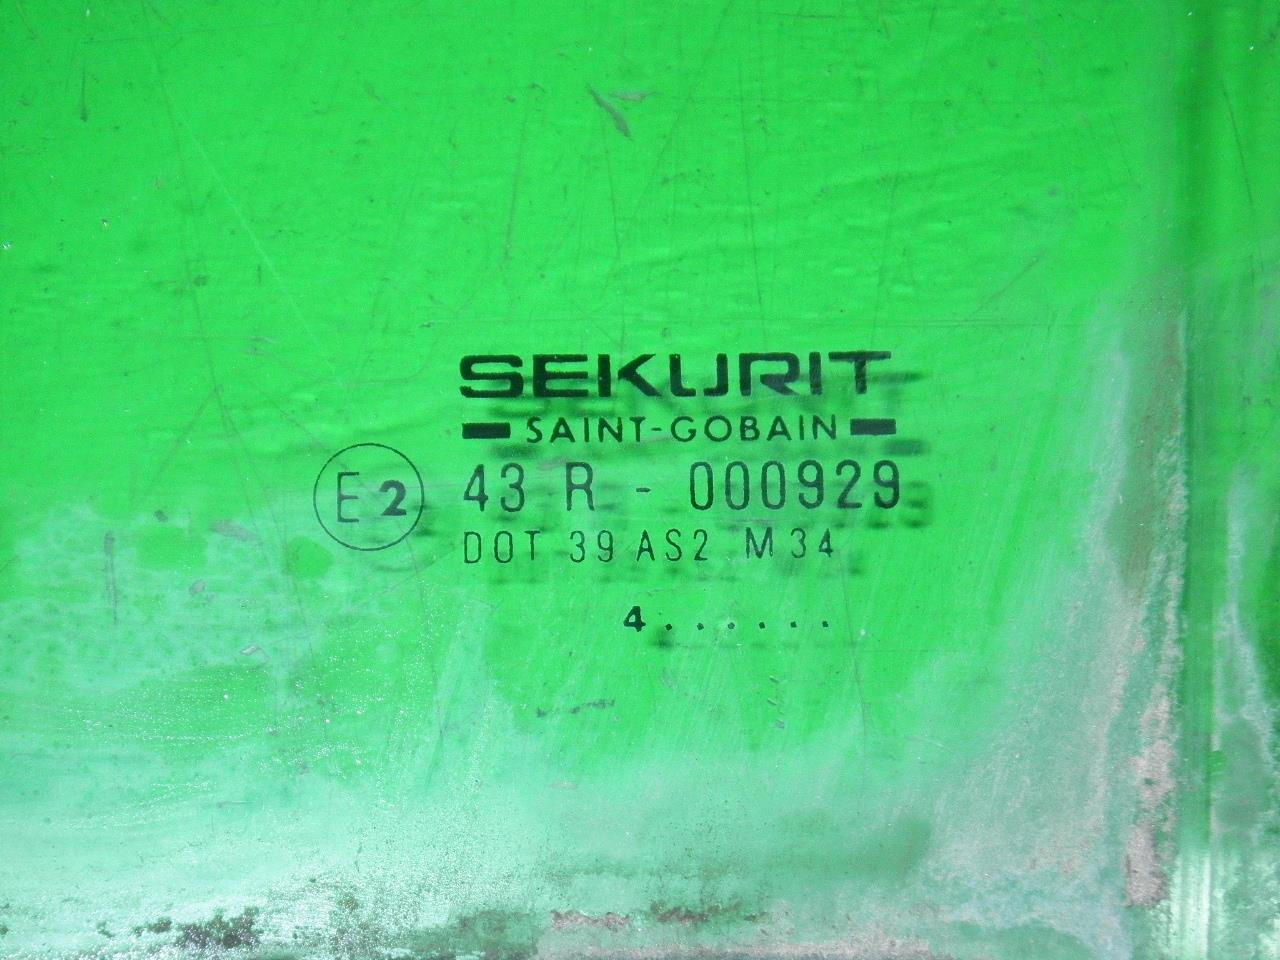 SEKURIT
SAINT-GOBAIN
E2 43 R - 000929
DOT 39 AS2 M34
4......